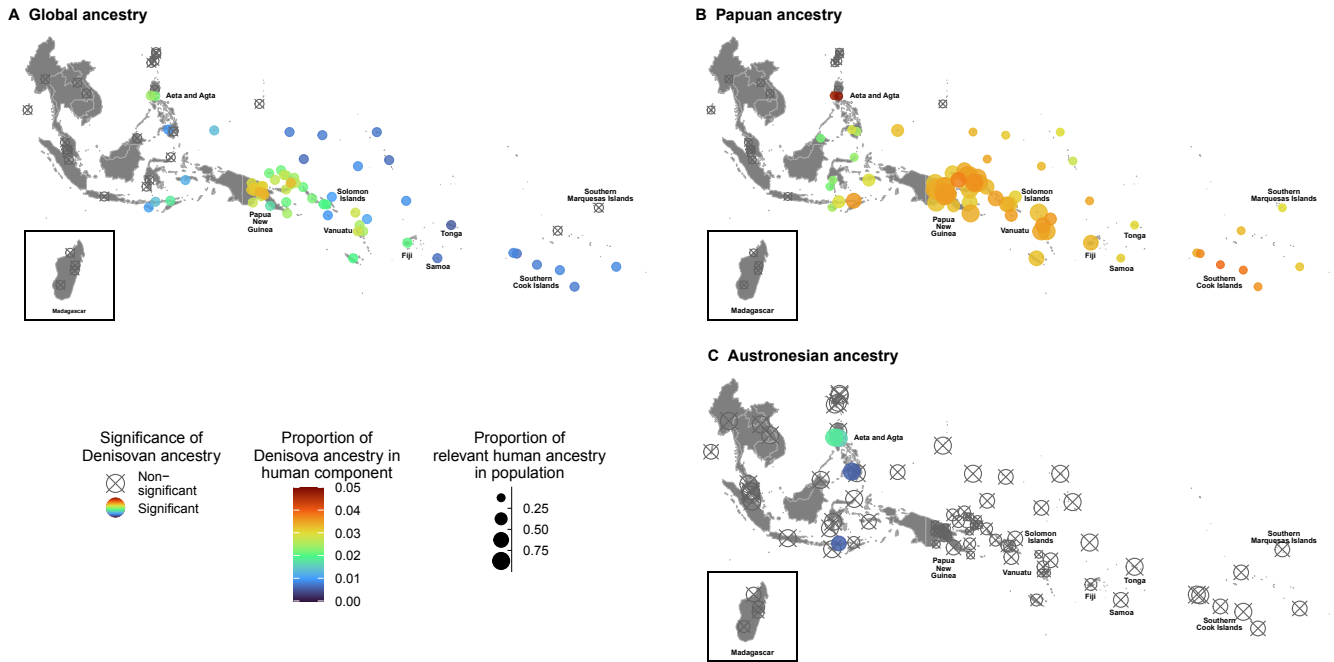 A Global ancestry
Aeta and Agta
Solomon
Islands
Papua
New
Guinea
Vanuatu
Fiji
Tonga
Samoa
Southern
Cook Islands
Southern
Marquesas Islands
Madagascar
B Papuan ancestry
Aeta and Agta
Solomon
Islands
Papua
New
Guinea
Vanuatu
Fiji
Tonga
Samoa
Southern
Cook Islands
Southern
Marquesas Islands
Madagascar
C Austronesian ancestry
Aeta and Agta
Solomon
Islands
Papua
New
Guinea
Vanuatu
Fiji
Tonga
Samoa
Southern
Cook Islands
Southern
Marquesas Islands
Madagascar
Significance of
Denisovan ancestry
Non−
significant
Significant
Proportion of
Denisova ancestry in
human component
0.05
0.04
0.03
0.02
0.01
0.00
Proportion of
relevant human ancestry
in population
0.25
0.50
0.75